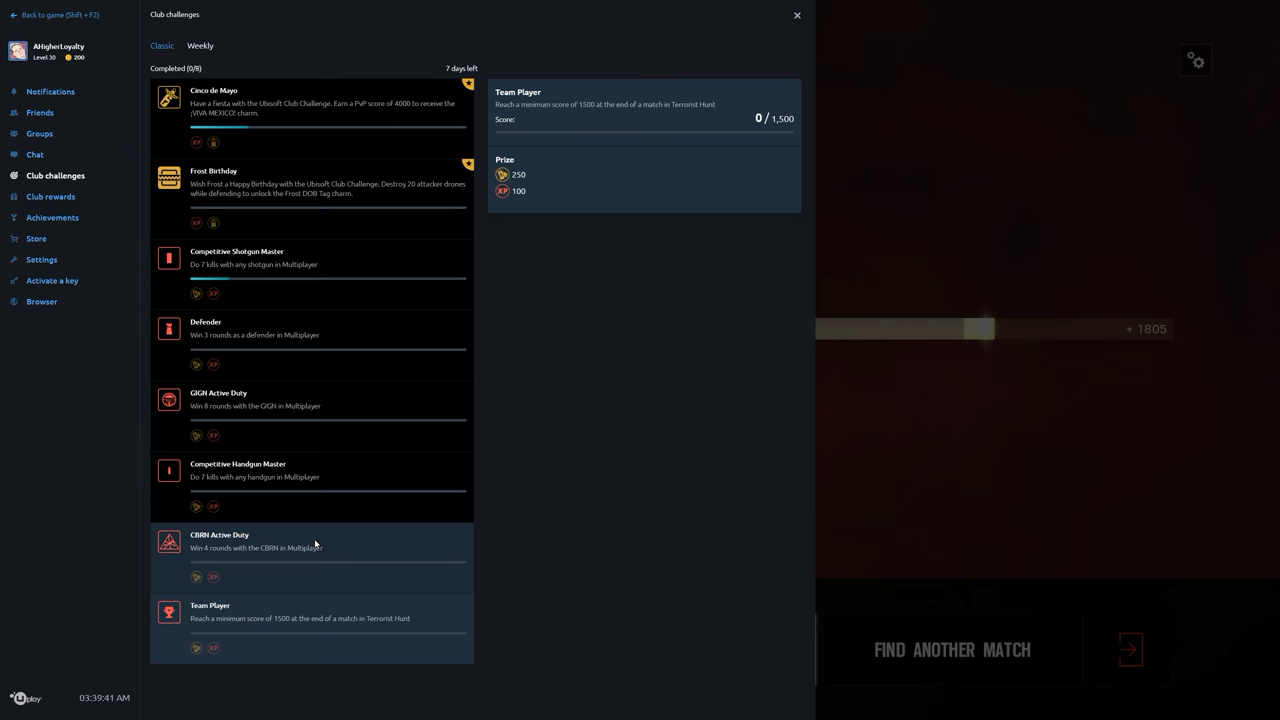 Back to game (Shift + F2)
Club challenges
AHigherLoyalty
Level 30 200
Classic Weekly
Completed (0/8) 7 days left
Notifications
Friends
Groups
Chat
Club challenges
Club rewards
Achievements
Store
Settings
Activate a key
Browser
Cinco de Mayo
Have a fiesta with the Ubisoft Club Challenge. Earn a PvP score of 4000 to receive the
¡VIVA MEXICO! charm.
XP
Frost Birthday
Wish Frost a Happy Birthday with the Ubisoft Club Challenge. Destroy 20 attacker drones
while defending to unlock the Frost DOB Tag charm.
XP
Competitive Shotgun Master
Do 7 kills with any shotgun in Multiplayer
XP
Defender
Win 3 rounds as a defender in Multiplayer
XP
GIGN Active Duty
Win 8 rounds with the GIGN in Multiplayer
XP
Competitive Handgun Master
Do 7 kills with any handgun in Multiplayer
XP
CBRN Active Duty
Win 4 rounds with the CBRN in Multiplayer
XP
Team Player
Reach a minimum score of 1500 at the end of a match in Terrorist Hunt
XP
Team Player
Reach a minimum score of 1500 at the end of a match in Terrorist Hunt
Score: 0 / 1,500
Prize
250
XP 100
+ 1805
FIND ANOTHER MATCH
Uplay 03:39:41 AM